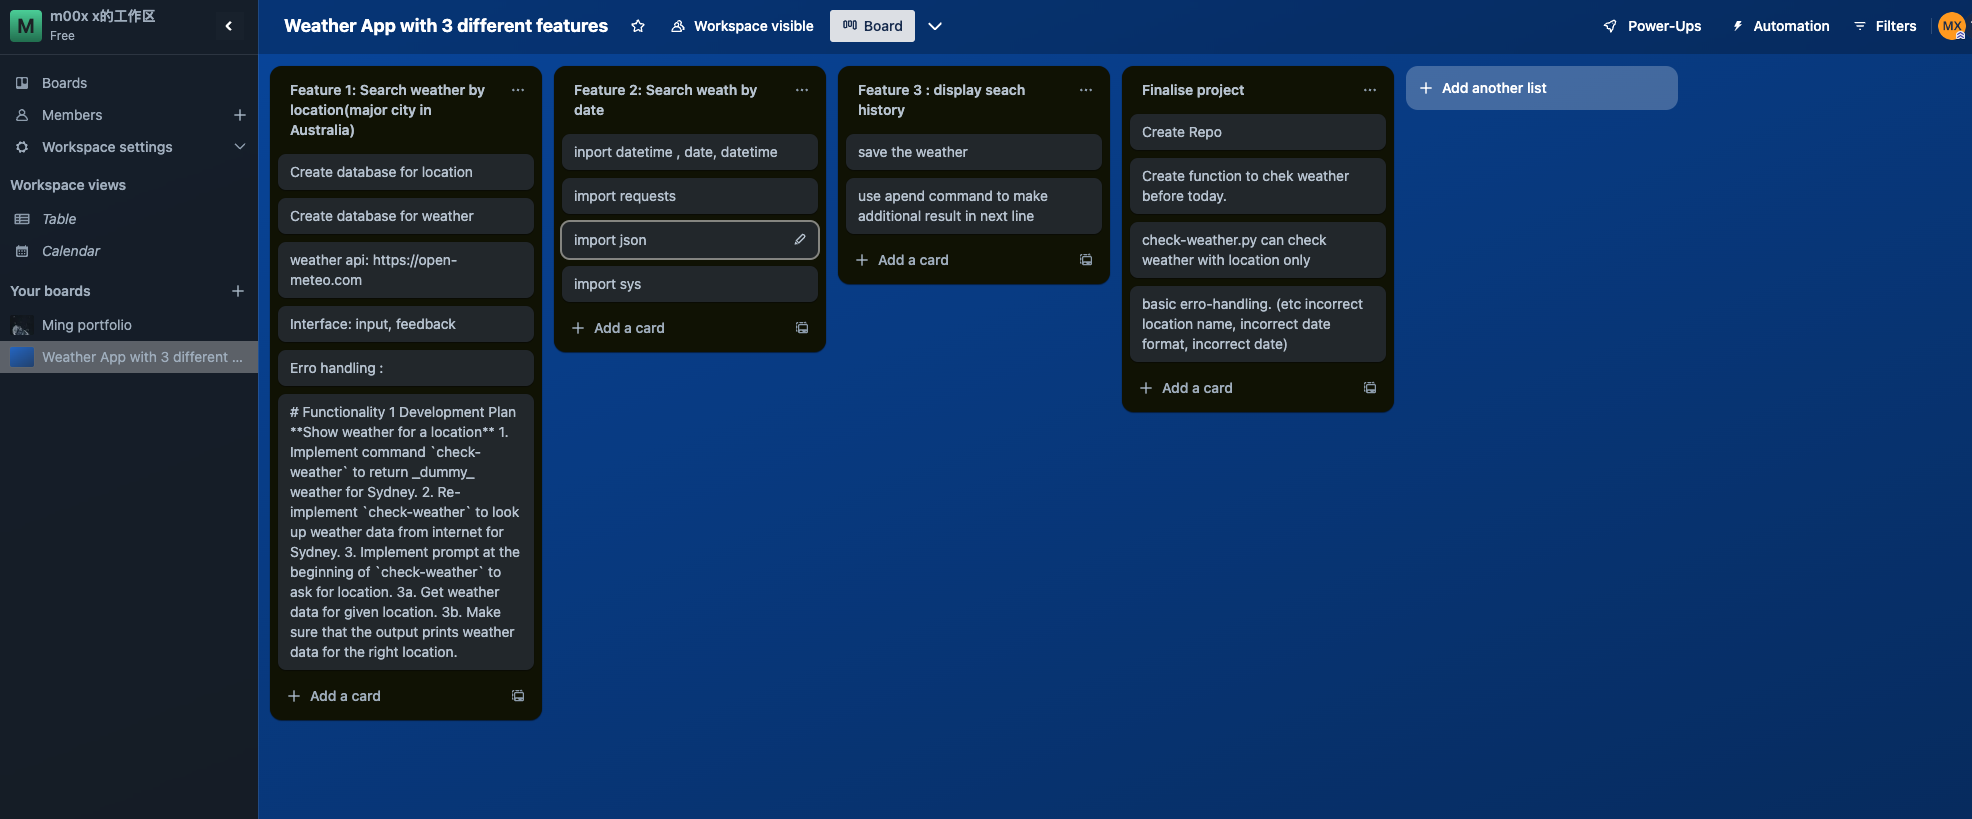 M
m00x x的工作区
Free
Boards
Members
Workspace settings
Workspace views
Table
Calendar
Your boards
Ming portfolio
Weather App with 3 different ...
Weather App with 3 different features
Workspace visible
Board
Power-Ups
Automation
Filters
MX
Feature 1: Search weather by
location(major city in
Australia)
Create database for location
Create database for weather
weather api: https://open-
meteo.com
Interface: input, feedback
Erro handling :
# Functionality 1 Development Plan
**Show weather for a location** 1.
Implement command `check-
weather` to return _dummy_
weather for Sydney. 2. Re-
implement `check-weather` to look
up weather data from internet for
Sydney. 3. Implement prompt at the
beginning of `check-weather` to
ask for location. 3a. Get weather
data for given location. 3b. Make
sure that the output prints weather
data for the right location.
Add a card
Feature 2: Search weath by
date
inport datetime , date, datetime
import requests
import json
import sys
Add a card
Feature 3 : display seach
history
save the weather
use apend command to make
additional result in next line
Add a card
Finalise project
Create Repo
Create function to chek weather
before today.
check-weather.py can check
weather with location only
basic erro-handling. (etc incorrect
location name, incorrect date
format, incorrect date)
Add a card
Add another list